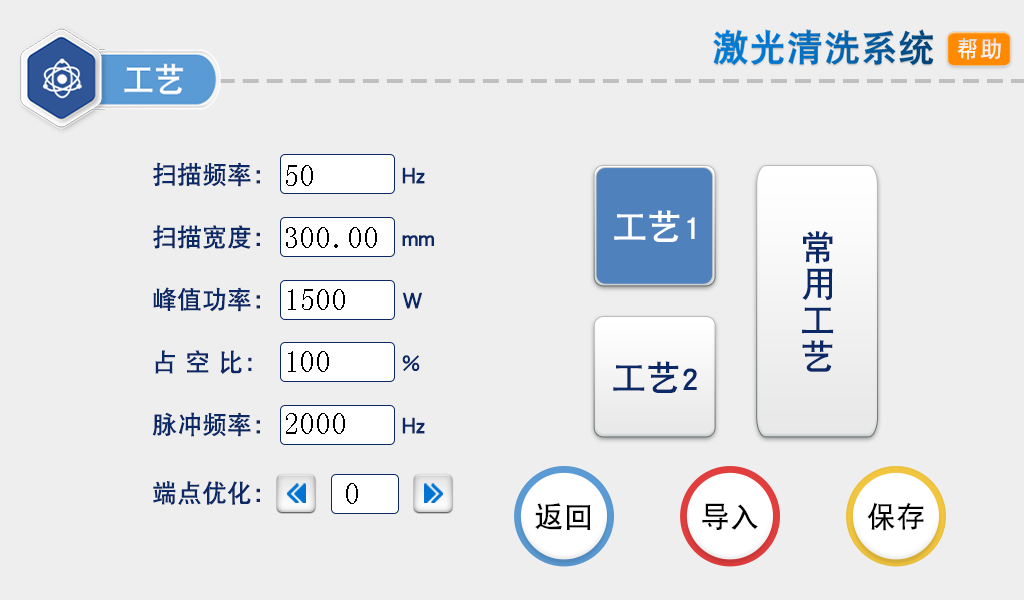 激光清洗系统 帮助
工艺
扫描频率： 50 Hz
扫描宽度： 300.00 mm
峰值功率： 1500 W
占空比： 100 %
脉冲频率： 2000 Hz
端点优化： 0
工艺1
工艺2
常用工艺
返回 导入 保存